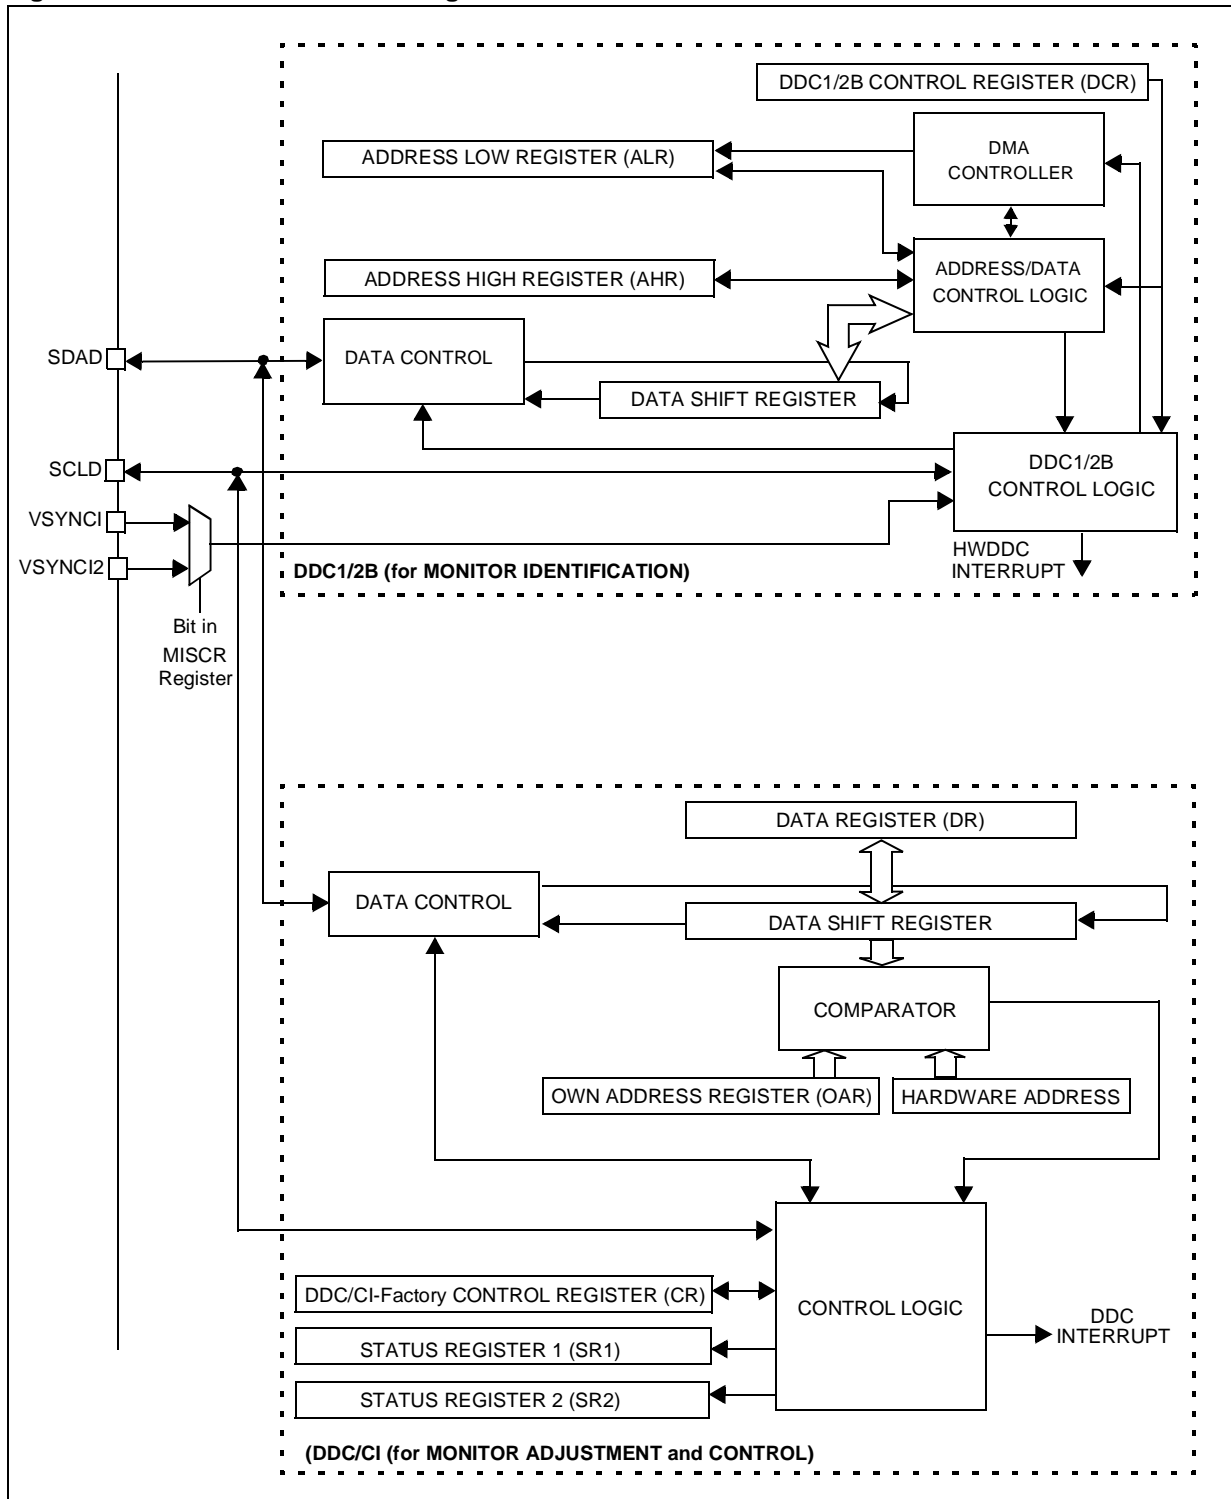 DDC1/2B CONTROL REGISTER (DCR)
ADDRESS LOW REGISTER (ALR)
DMA
CONTROLLER
ADDRESS HIGH REGISTER (AHR)
ADDRESS/DATA
CONTROL LOGIC
SDAD
DATA CONTROL
DATA SHIFT REGISTER
SCLD
DDC1/2B
CONTROL LOGIC
VSYNCI
VSYNCI2
HWDDC
INTERRUPT
DDC1/2B (for MONITOR IDENTIFICATION)
Bit in
MISCR
Register
DATA REGISTER (DR)
DATA CONTROL
DATA SHIFT REGISTER
COMPARATOR
OWN ADDRESS REGISTER (OAR)
HARDWARE ADDRESS
DDC/CI-Factory CONTROL REGISTER (CR)
CONTROL LOGIC
DDC
INTERRUPT
STATUS REGISTER 1 (SR1)
STATUS REGISTER 2 (SR2)
(DDC/CI (for MONITOR ADJUSTMENT and CONTROL)